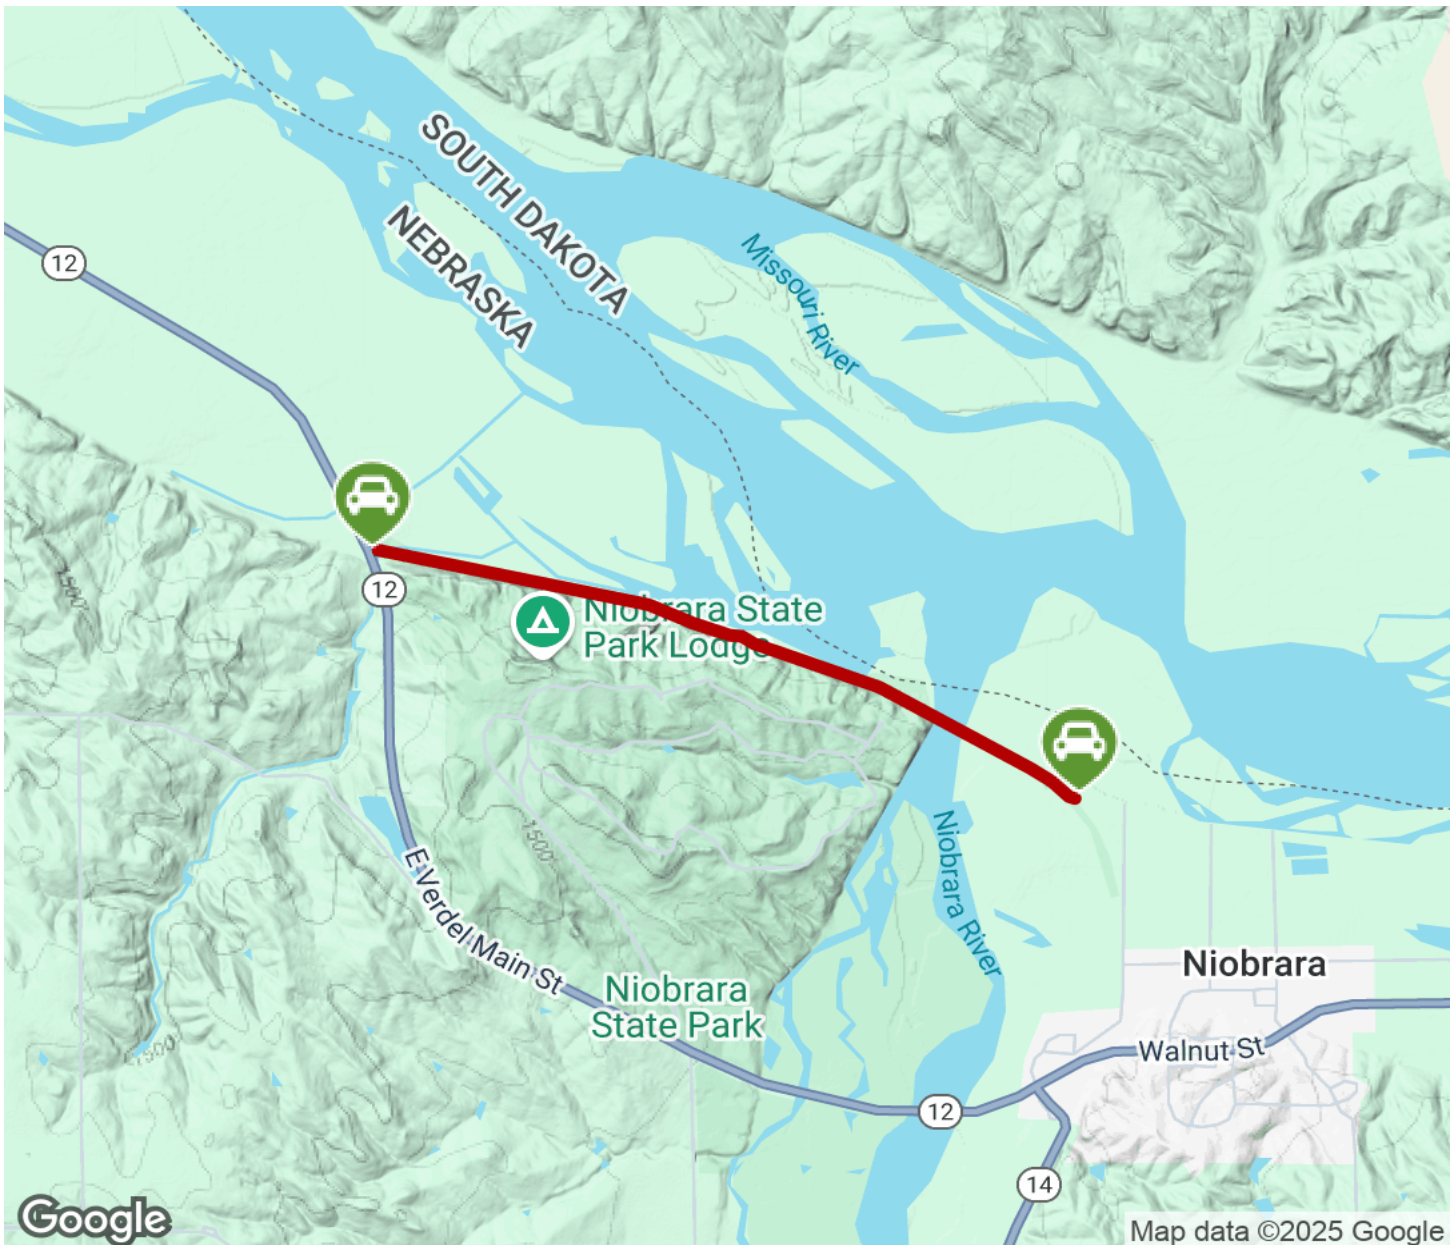 SOUTH DAKOTA
NEBRASKA
Missouri River
12
1500'
12
Niobrara State
Park Lodge
1500'
E Verdel Main St
Niobrara River
Niobrara
Niobrara
State Park
1500
Walnut St
12
14
Google
Map data ©2025 Google